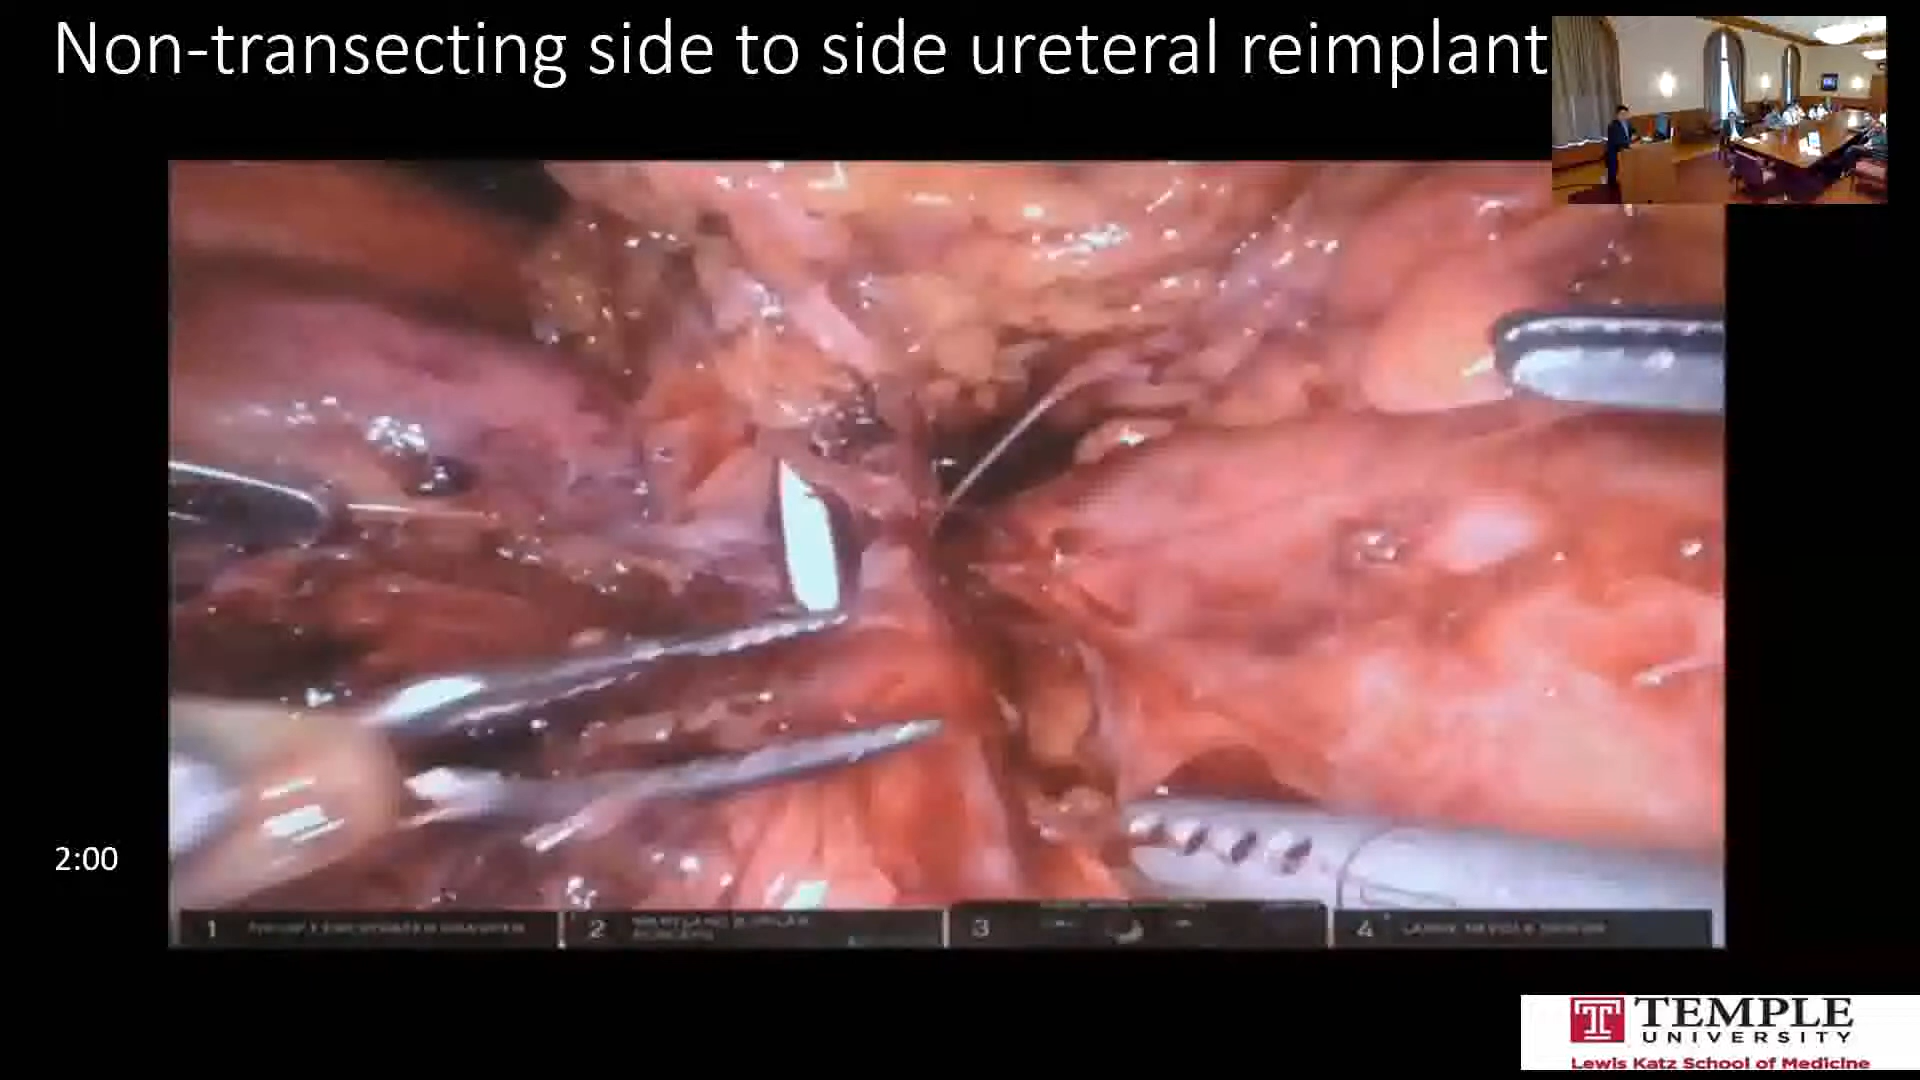 Non-transecting side to side ureteral reimplant
2:00
1
2
3
4
TEMPLE
UNIVERSITY
Lewis Katz School of Medicine